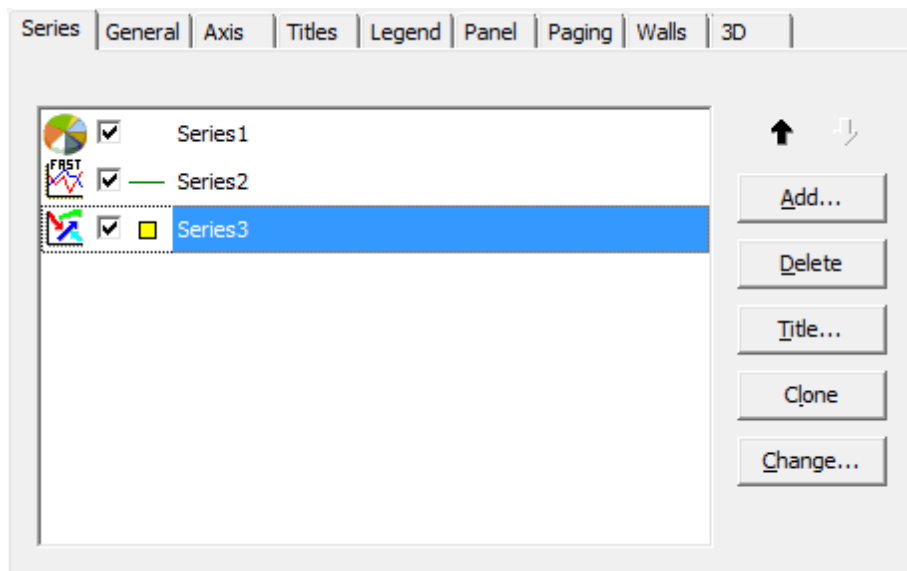 Series General Axis Titles Legend Panel Paging Walls 3D
Series1
FAST
Series2
Add...
Series3
Delete
Title...
Clone
Change...